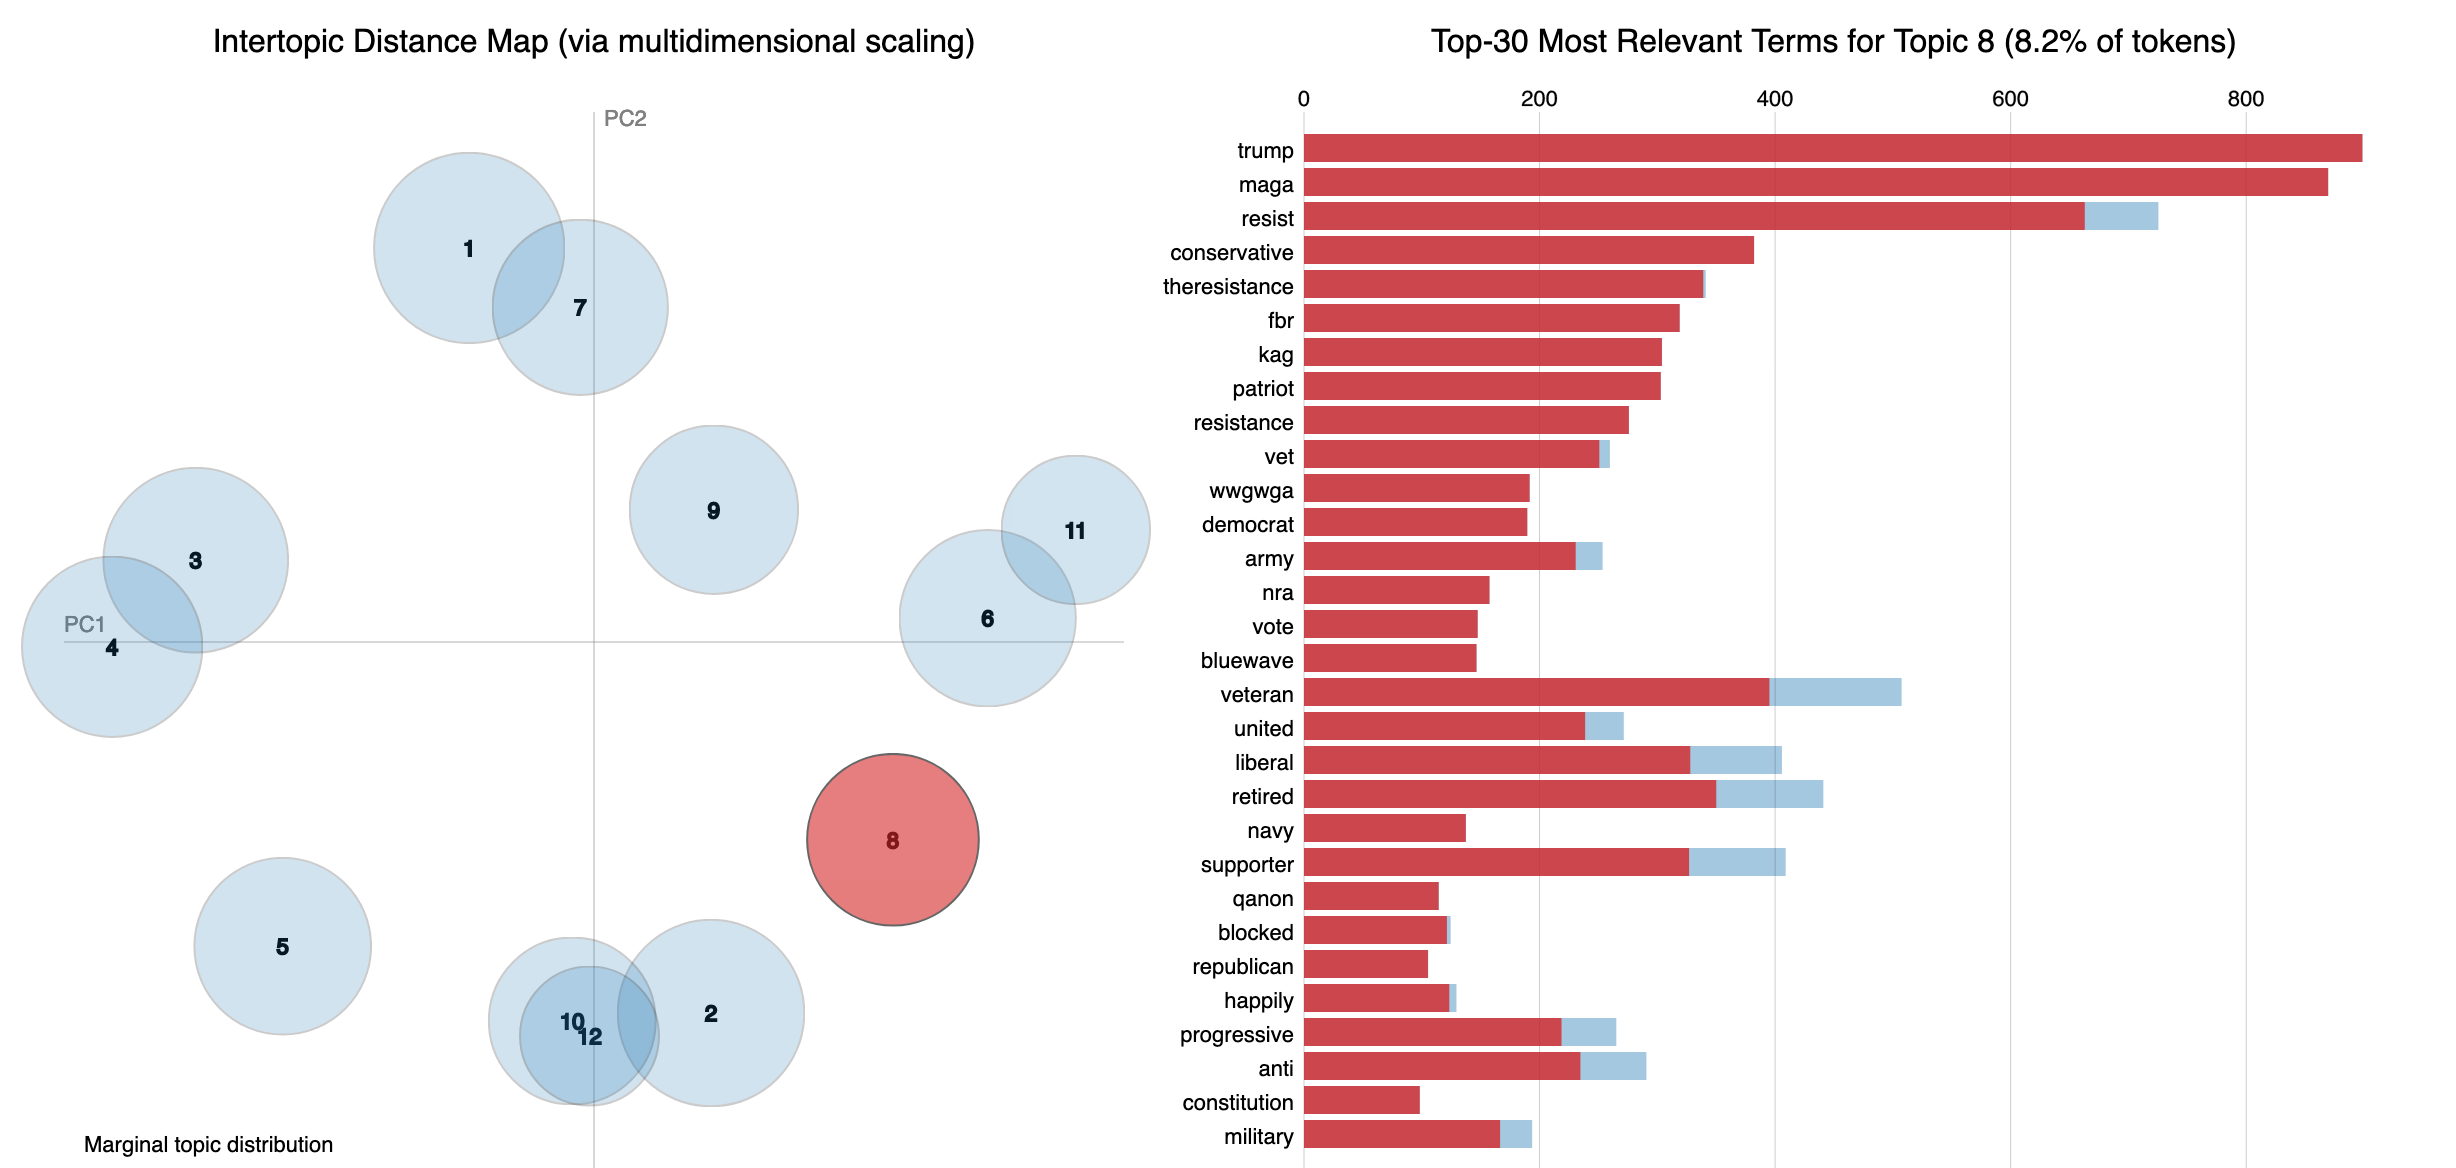 Intertopic Distance Map (via multidimensional scaling)
PC2
1
7
9
11
3
6
PC1
4
8
5
2
10
12
Marginal topic distribution
Top-30 Most Relevant Terms for Topic 8 (8.2% of tokens)
0 200 400 600 800
trump
maga
resist
conservative
theresistance
fbr
kag
patriot
resistance
vet
wwgwga
democrat
army
nra
vote
bluewave
veteran
united
liberal
retired
navy
supporter
qanon
blocked
republican
happily
progressive
anti
constitution
military